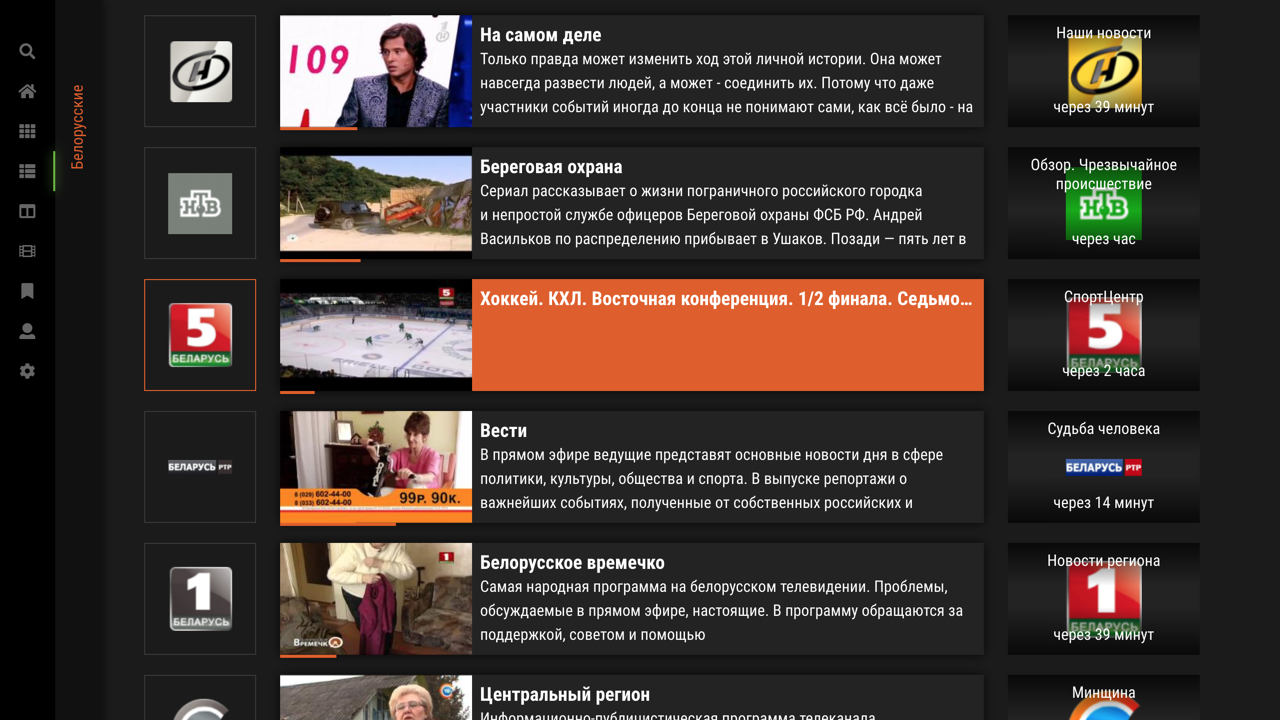 Белорусские
109
На самом деле
Только правда может изменить ход этой личной истории. Она может
навсегда развести людей, а может - соединить их. Потому что даже
участники событий иногда до конца не понимают сами, как всё было - на
Наши новости
через 39 минут
НТВ
Береговая охрана
Сериал рассказывает о жизни пограничного российского городка
и непростой службе офицеров Береговой охраны ФСБ РФ. Андрей
Васильков по распределению прибывает в Ушаков. Позади — пять лет в
Обзор. Чрезвычайное
происшествие
НТВ
через час
5
БЕЛАРУСЬ
Хоккей. КХЛ. Восточная конференция. 1/2 финала. Седьмо...
СпортЦентр
5
БЕЛАРУСЬ
через 2 часа
БЕЛАРУСЬ РТР
8 (029) 602-44-00
8 (033) 602-44-00
99р. 90к.
Вести
В прямом эфире ведущие представят основные новости дня в сфере
политики, культуры, общества и спорта. В выпуске репортажи о
важнейших событиях, полученные от собственных российских и
Судьба человека
БЕЛАРУСЬ РТР
через 14 минут
1
БЕЛАРУСЬ
1
ВРЕМЕЧКО
Белорусское времечко
Самая народная программа на белорусском телевидении. Проблемы,
обсуждаемые в прямом эфире, настоящие. В программу обращаются за
поддержкой, советом и помощью
Новости региона
1
БЕЛАРУСЬ
через 39 минут
Центральный регион
Информационно-публицистическая программа телеканала
Минщина